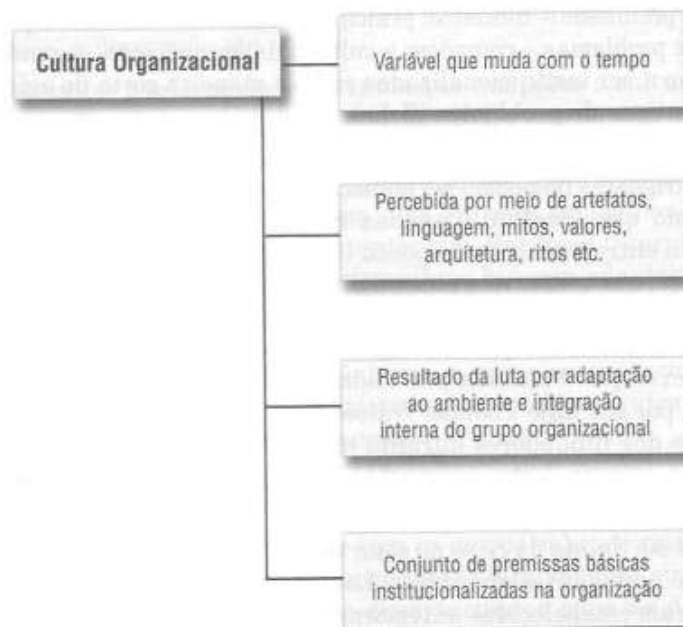 Cultura Organizacional
Variável que muda com o tempo
Percebida por meio de artefatos,
linguagem, mitos, valores,
arquitetura, ritos etc.
Resultado da luta por adaptação
ao ambiente e integração
interna do grupo organizacional
Conjunto de premissas básicas
institucionalizadas na organização